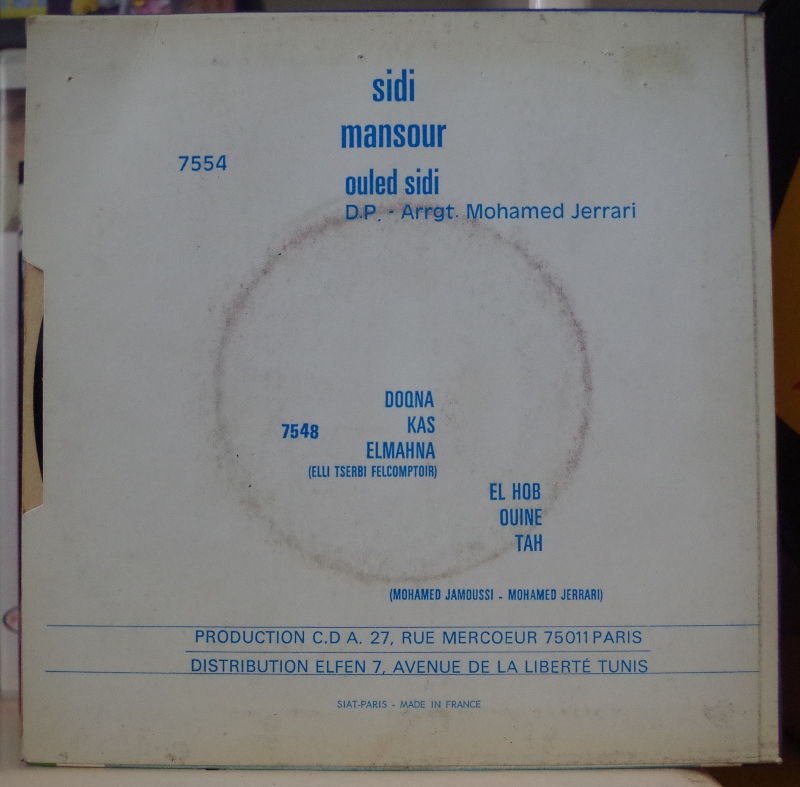 sidi
mansour
7554
ouled sidi
D.P. - Arrgt. Mohamed Jerrari
DOQNA
7548
KAS
ELMAHNA
(ELLI TSERBI FELCOMPTOIR)
EL HOB
OUINE
TAH
(MOHAMED JAMOUSSI - MOHAMED JERRARI)
PRODUCTION C.D A. 27, RUE MERCOEUR 75011 PARIS
DISTRIBUTION ELFEN 7, AVENUE DE LA LIBERTÉ TUNIS
SIAT-PARIS - MADE IN FRANCE